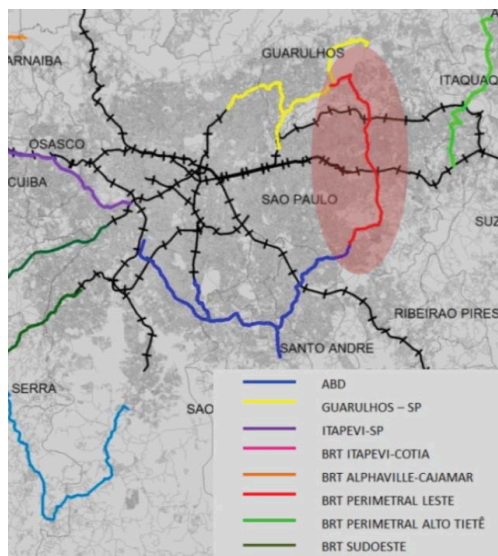 GUARULHOS
ARNAIBA
ITAQUAQ
OSASCO
CUIBA
SAO PAULO
SUZ
RIBEIRAO PIRES
SANTO ANDRE
SERRA
SAO
ABD
GUARULHOS – SP
ITAPEVI-SP
BRT ITAPEVI-COTIA
BRT ALPHAVILLE-CAJAMAR
BRT PERIMETRAL LESTE
BRT PERIMETRAL ALTO TIETÊ
BRT SUDOESTE